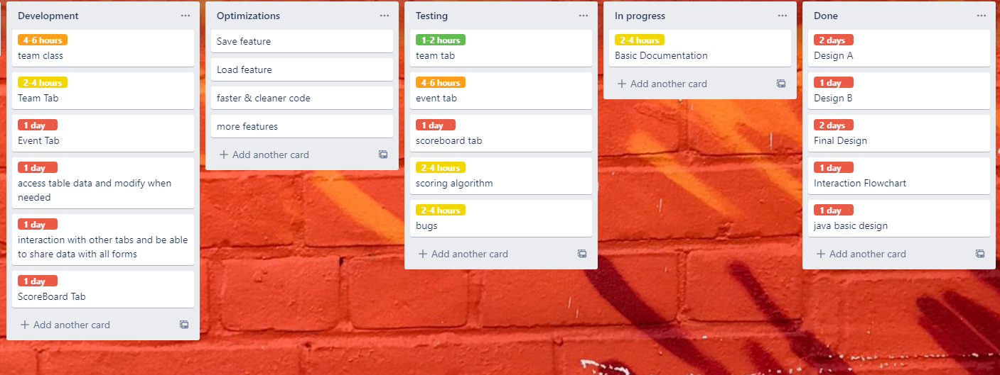 Development
4-6 hours
team class
2-4 hours
Team Tab
1 day
Event Tab
1 day
access table data and modify when
needed
1 day
interaction with other tabs and be able
to share data with all forms
1 day
ScoreBoard Tab
+ Add another card
Optimizations
Save feature
Load feature
faster & cleaner code
more features
+ Add another card
Testing
1-2 hours
team tab
4-6 hours
event tab
1 day
scoreboard tab
2-4 hours
scoring algorithm
2-4 hours
bugs
+ Add another card
In progress
2-4 hours
Basic Documentation
+ Add another card
Done
2 days
Design A
1 day
Design B
2 days
Final Design
1 day
Interaction Flowchart
1 day
java basic design
+ Add another card